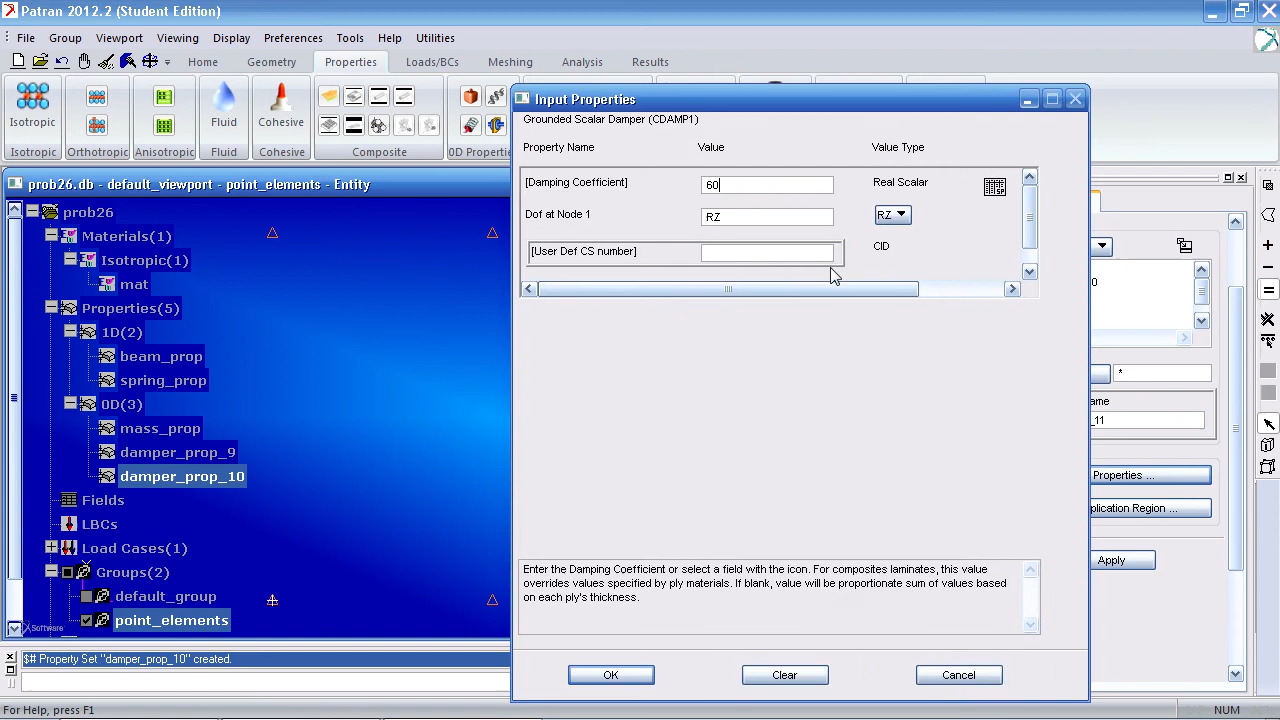 Patran 2012.2 (Student Edition)
File Group Viewport Viewing Display Preferences Tools Help Utilities
Home Geometry Properties Loads/BCs Meshing Analysis Results
Isotropic
Isotropic
Orthotropic
Anisotropic
Fluid
Fluid
Cohesive
Cohesive
Composite
0D Properties
prob26.db - default_viewport - point_elements - Entity
prob26
Materials(1)
Isotropic(1)
mat
Properties(5)
1D(2)
beam_prop
spring_prop
0D(3)
mass_prop
damper_prop_9
damper_prop_10
Fields
LBCs
Load Cases(1)
Groups(2)
default_group
point_elements
Software
Input Properties
Grounded Scalar Damper (CDAMP1)
Property Name Value Value Type
[Damping Coefficient] 60 Real Scalar
Dof at Node 1 RZ RZ
[User Def CS number] CID
Enter the Damping Coefficient or select a field with the icon. For composites laminates, this value
overrides values specified by ply materials. If blank, value will be proportionate sum of values based
on each ply's thickness.
OK Clear Cancel
0
*
ame
_11
Properties ...
plication Region ...
Apply
$# Property Set "damper_prop_10" created.
For Help, press F1
NUM